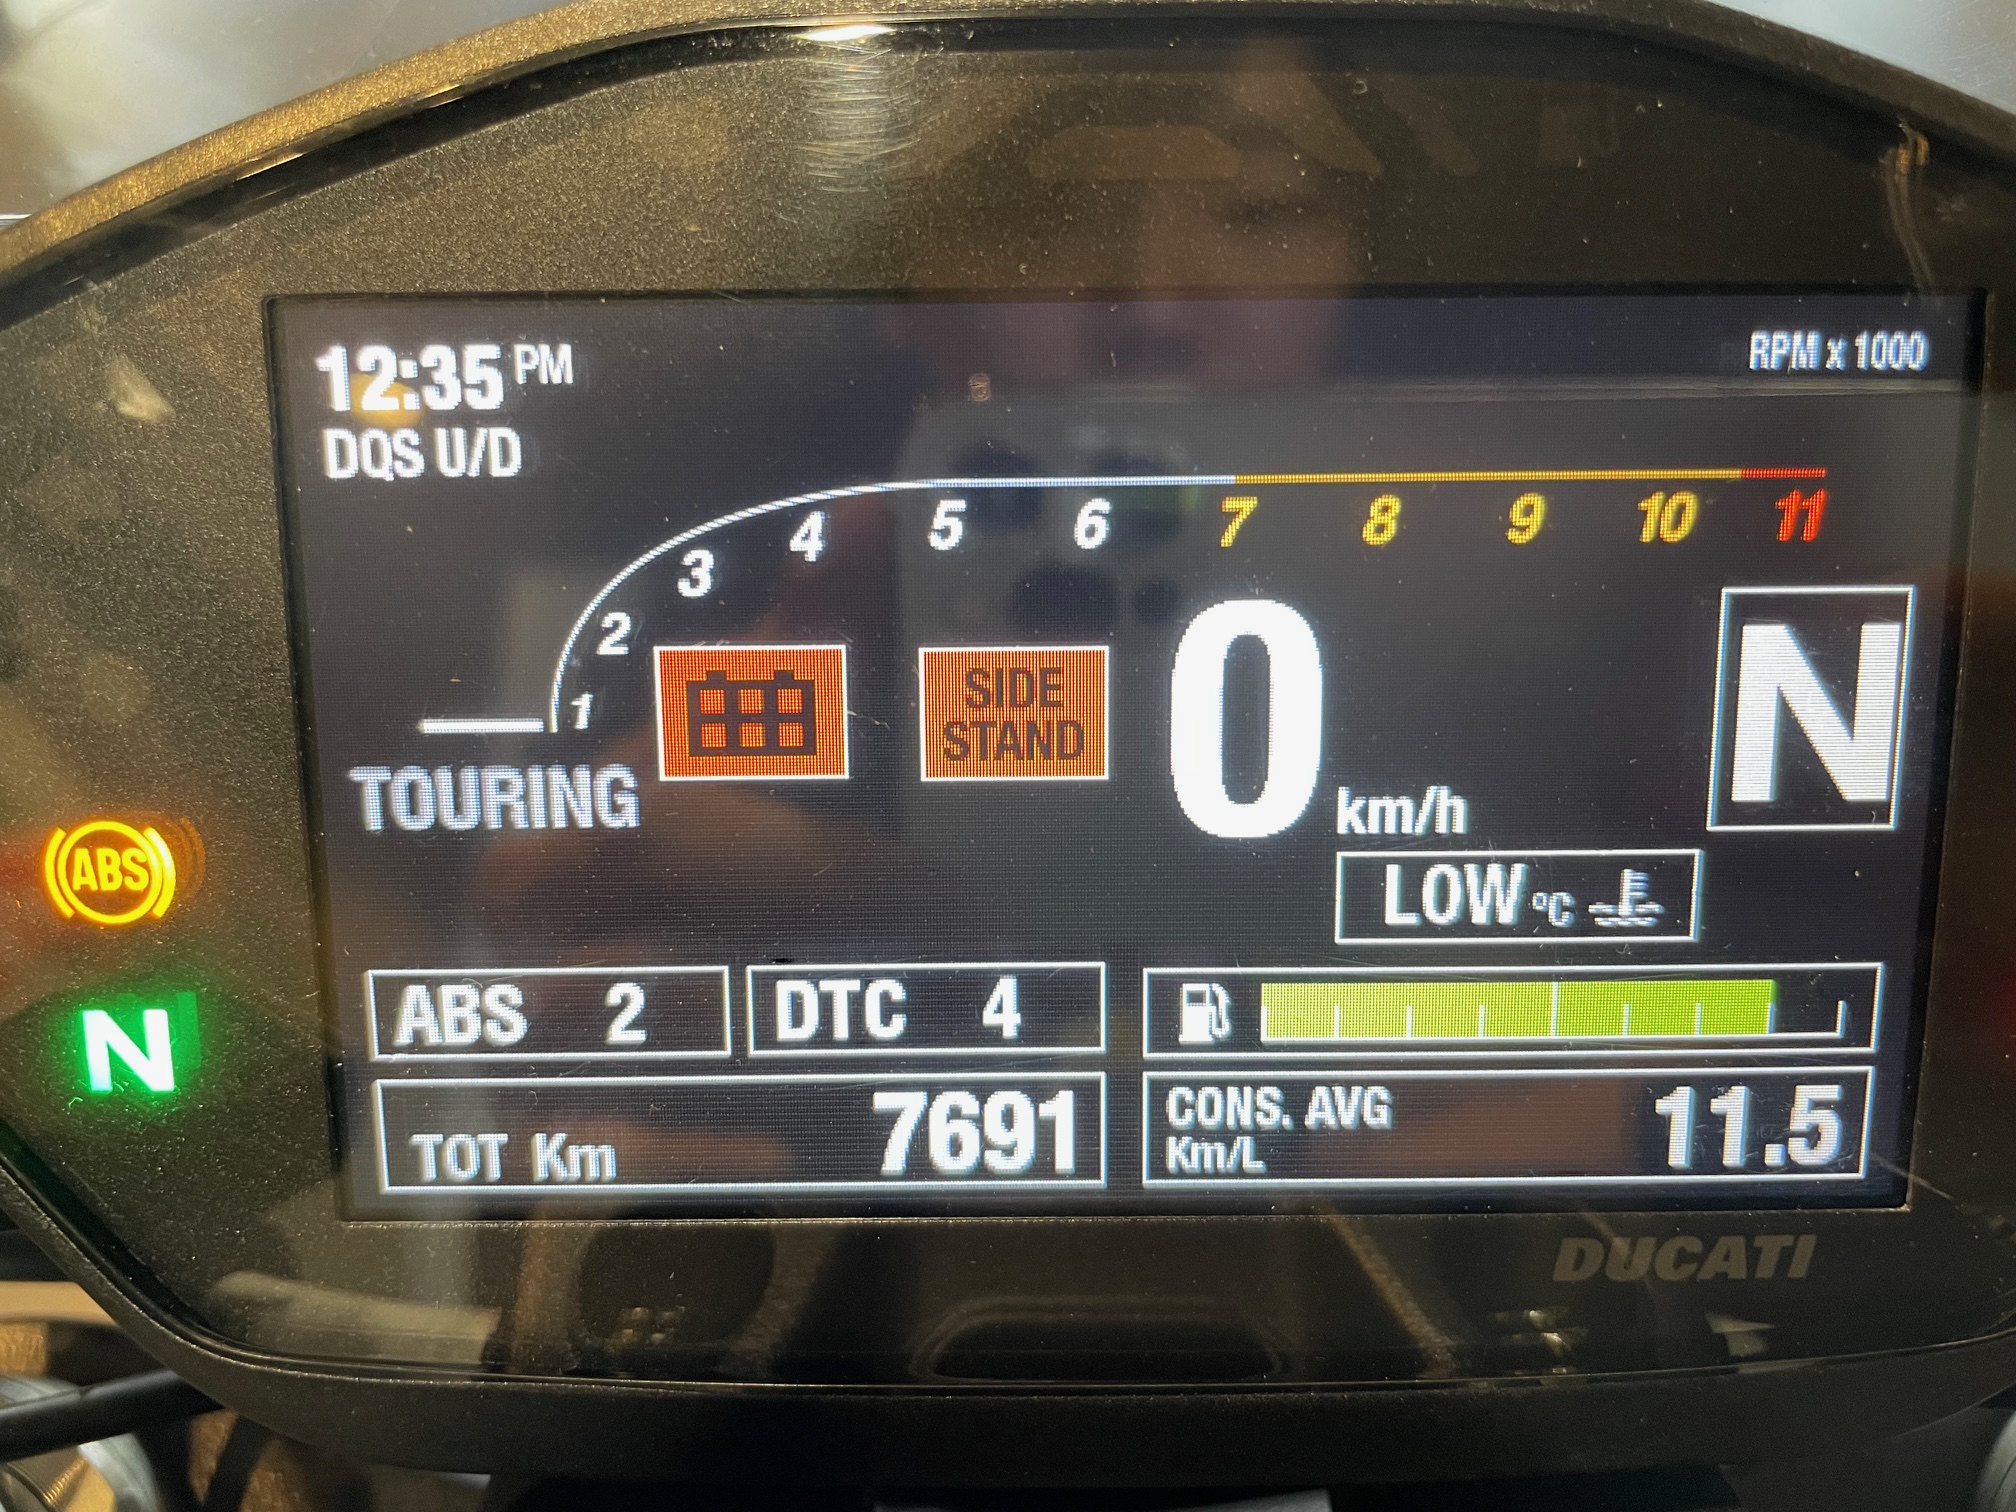 12:35 PM
RPM x 1000
DQS U/D
1 2 3 4 5 6 7 8 9 10 11
SIDE
STAND
0 km/h
N
TOURING
ABS
LOW °C
N
ABS 2
DTC 4
TOT Km 7691
CONS. AVG
Km/L
11.5
DUCATI